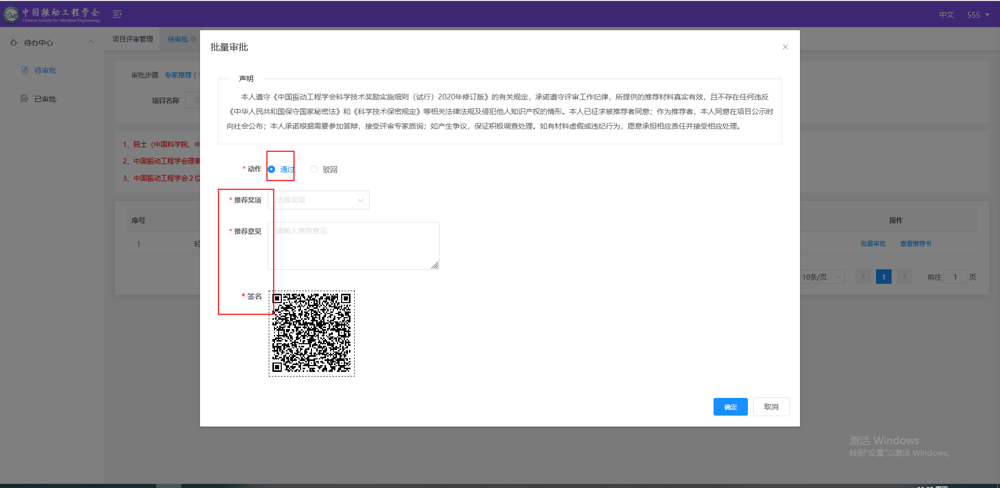 中国振动工程学会
Chinese Society for Vibration Engineering
中文
555
待办中心
待审批
已审批
项目评审管理
待审批
审批步骤
专家推荐 (
项目名称
1、院士（中国科学院、中
2、中国振动工程学会理事
3、中国振动工程学会2位
序号
操作
1
轻
批量审批
查看推荐书
10条/页
1
前往
1
页
批量审批
声明
本人遵守《中国振动工程学会科学技术奖励实施细则（试行）2020年修订版》的有关规定，承诺遵守评审工作纪律，所提供的推荐材料真实有效，且不存在任何违反
《中华人民共和国保守国家秘密法》和《科学技术保密规定》等相关法律法规及侵犯他人知识产权的情形。本人已征求被推荐者同意；作为推荐者，本人同意在项目公示时
向社会公布；本人承诺根据需要参加答辩，接受评审专家质询；如产生争议，保证积极调查处理。如有材料虚假或违纪行为，愿意承担相应责任并接受相应处理。
* 动作
通过
驳回
* 推荐奖项
选择奖项
* 推荐意见
请输入推荐意见
* 签名
确定
取消
激活 Windows
转到"设置"以激活 Windows。